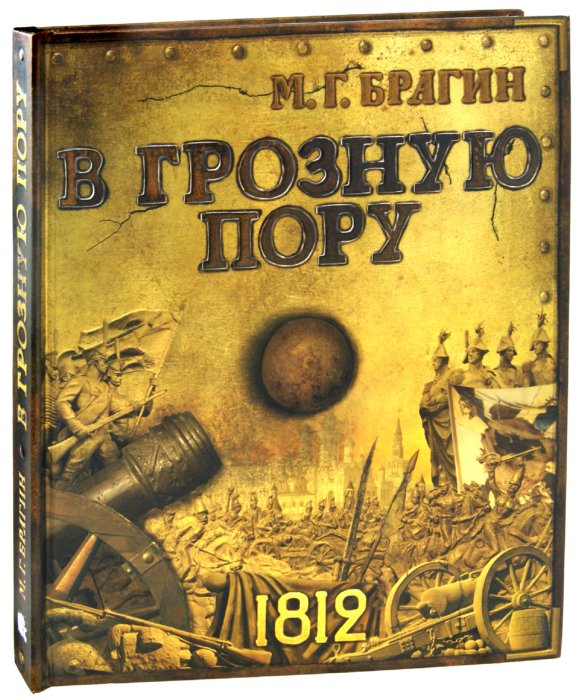 М.Г. БРАГИН
В ГРОЗНУЮ
ПОРУ
1812
М.Г. БРАГИН • В ГРОЗНУЮ ПОРУ